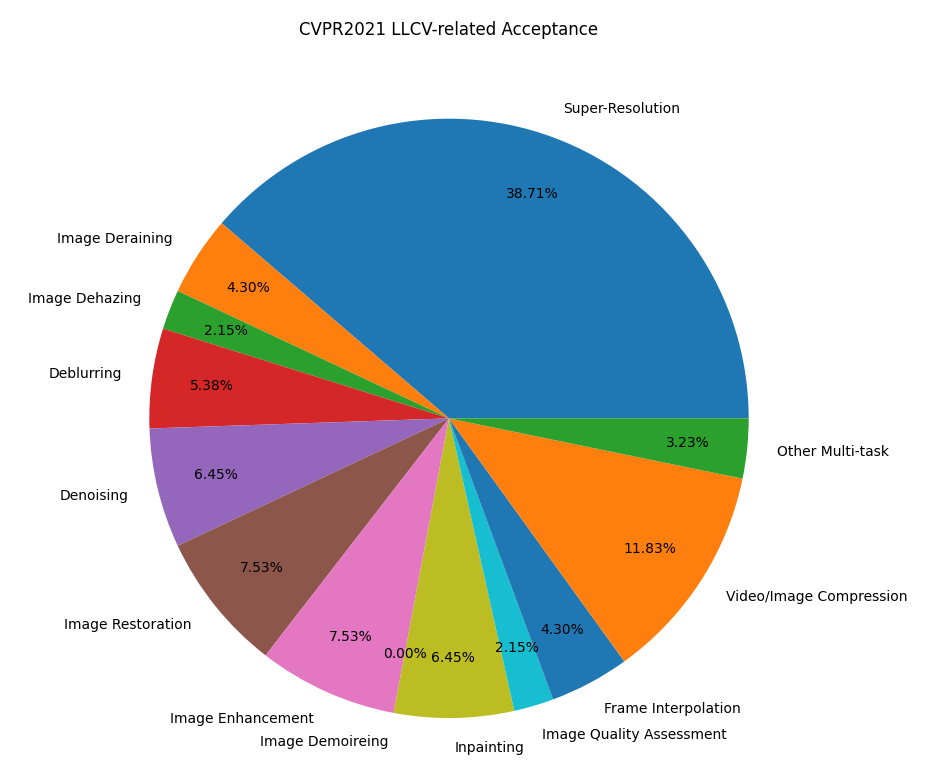 CVPR2021 LLCV-related Acceptance
Super-Resolution
38.71%
Image Deraining
4.30%
Image Dehazing
2.15%
Deblurring
5.38%
Denoising
6.45%
Image Restoration
7.53%
Image Enhancement
7.53%
Image Demoireing
0.00%
Inpainting
6.45%
Image Quality Assessment
2.15%
Frame Interpolation
4.30%
Video/Image Compression
11.83%
Other Multi-task
3.23%